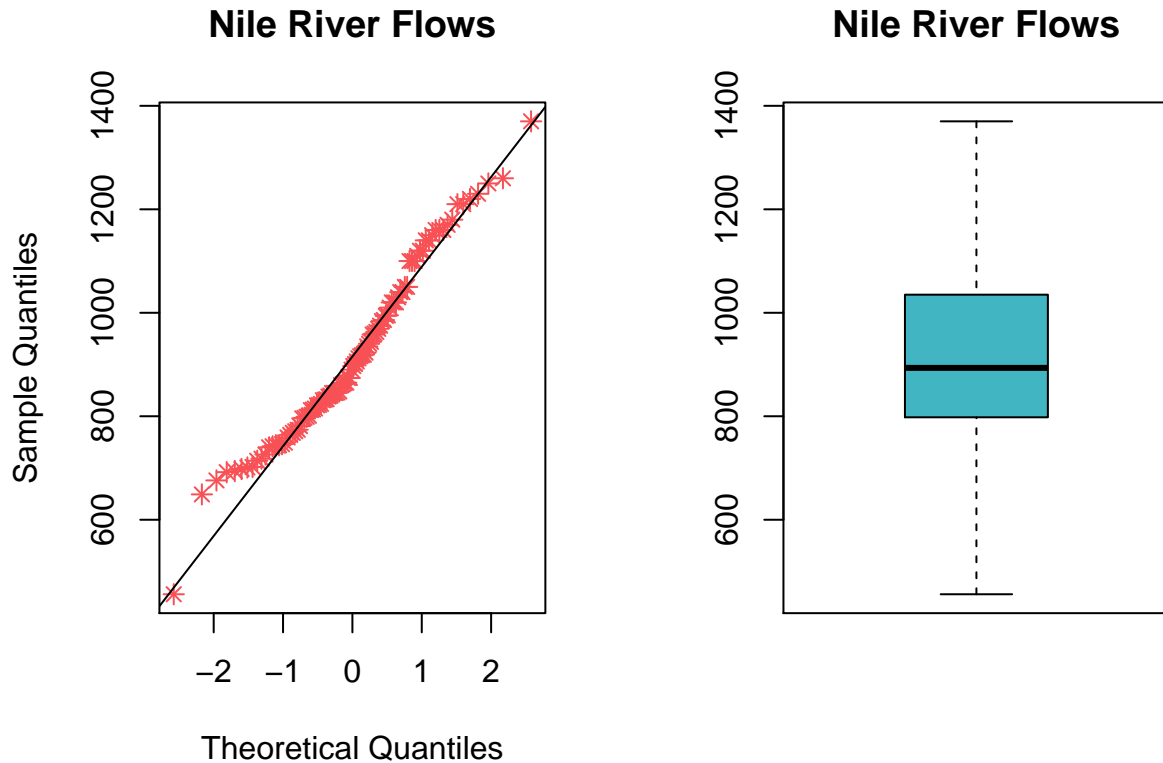 Nile River Flows
Sample Quantiles
1400
1200
1000
800
600
−2 −1 0 1 2
Theoretical Quantiles
Nile River Flows
1400
1200
1000
800
600